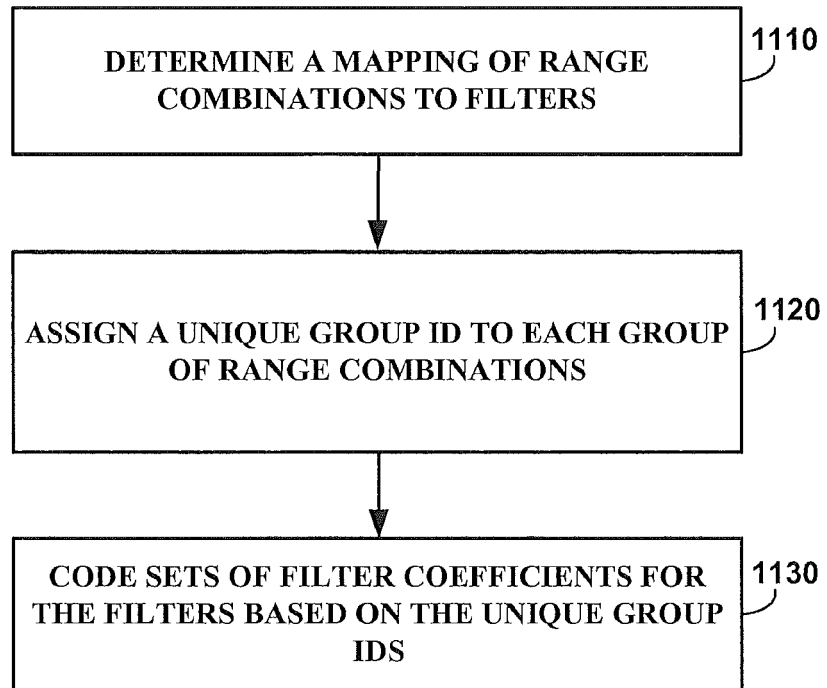 DETERMINE A MAPPING OF RANGE
COMBINATIONS TO FILTERS
1110
ASSIGN A UNIQUE GROUP ID TO EACH GROUP
OF RANGE COMBINATIONS
1120
CODE SETS OF FILTER COEFFICIENTS FOR
THE FILTERS BASED ON THE UNIQUE GROUP
IDS
1130